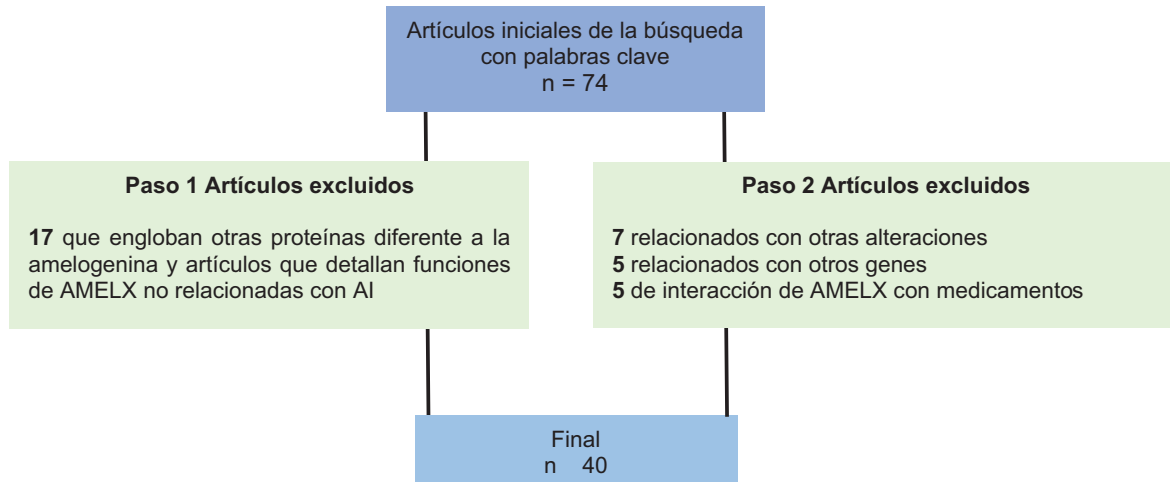 Artículos iniciales de la búsqueda
con palabras clave
n = 74
Paso 1 Artículos excluidos
17 que engloban otras proteínas diferente a la
amelogenina y artículos que detallan funciones
de AMELX no relacionadas con AI
Paso 2 Artículos excluidos
7 relacionados con otras alteraciones
5 relacionados con otros genes
5 de interacción de AMELX con medicamentos
Final
n 40